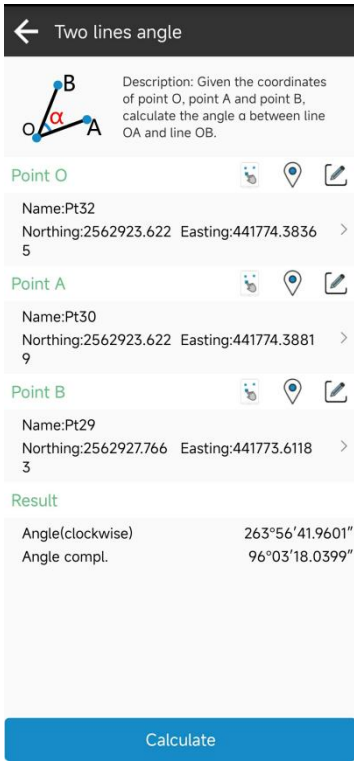 Two lines angle
B
α
O
A
Description: Given the coordinates
of point O, point A and point B,
calculate the angle α between line
OA and line OB.
Point O
Name:Pt32
Northing:2562923.622 Easting:441774.3836
5
Point A
Name:Pt30
Northing:2562923.622 Easting:441774.3881
9
Point B
Name:Pt29
Northing:2562927.766 Easting:441773.6118
3
Result
Angle(clockwise) 263°56′41.9601″
Angle compl. 96°03′18.0399″
Calculate